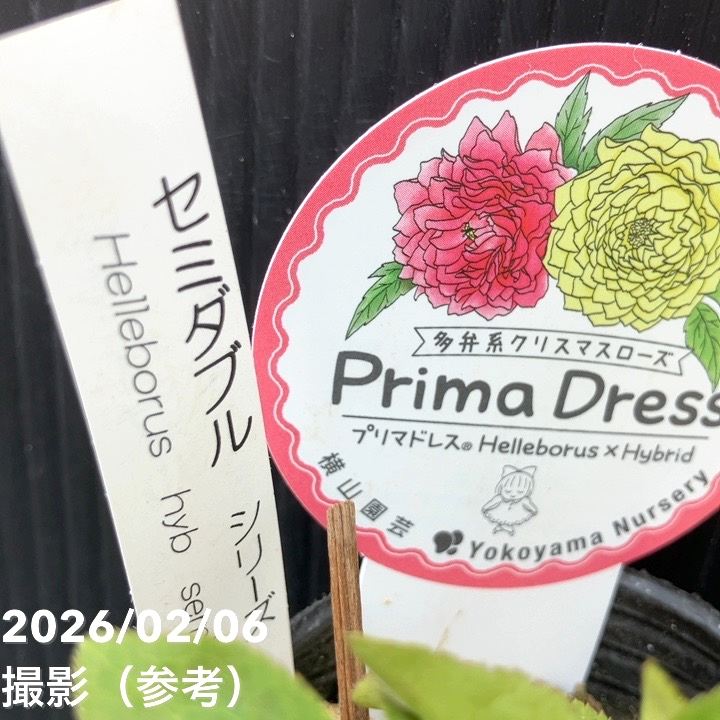 セミダブル シリーズ
Helleborus hyb
多弁系クリスマスローズ
Prima Dress
プリマドレス® Helleborus × Hybrid
横山園芸
Yokoyama Nursery
2026/02/06
撮影（参考）